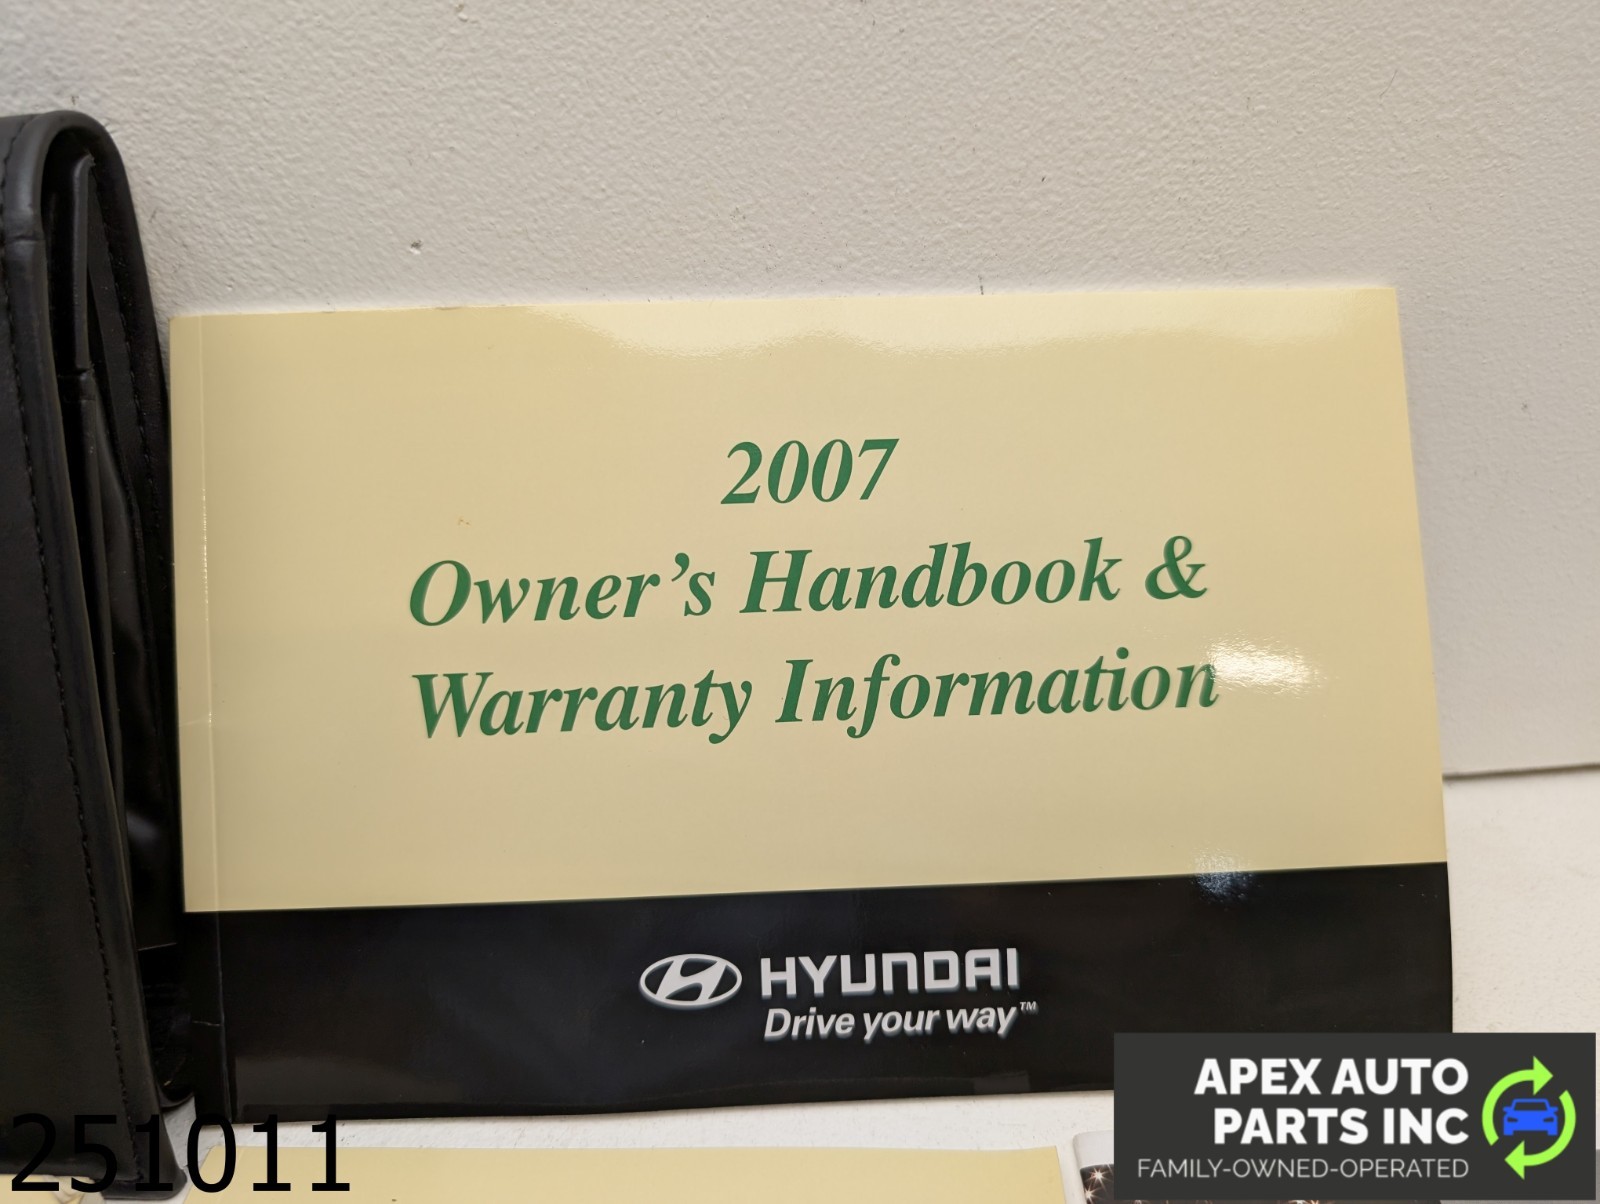 2007
Owner's Handbook &
Warranty Information
HYUNDAI
Drive your way™
251011
APEX AUTO
PARTS INC
FAMILY-OWNED-OPERATED